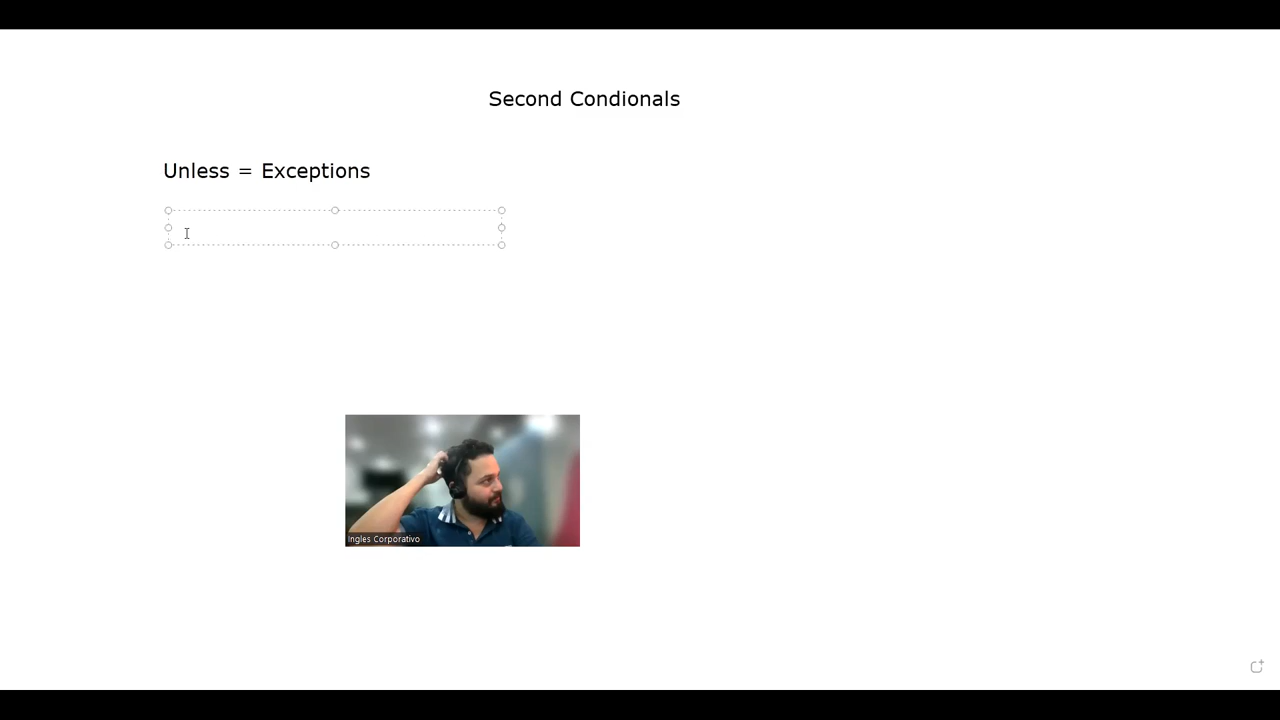 Second Condionals
Unless = Exceptions
Ingles Corporativo